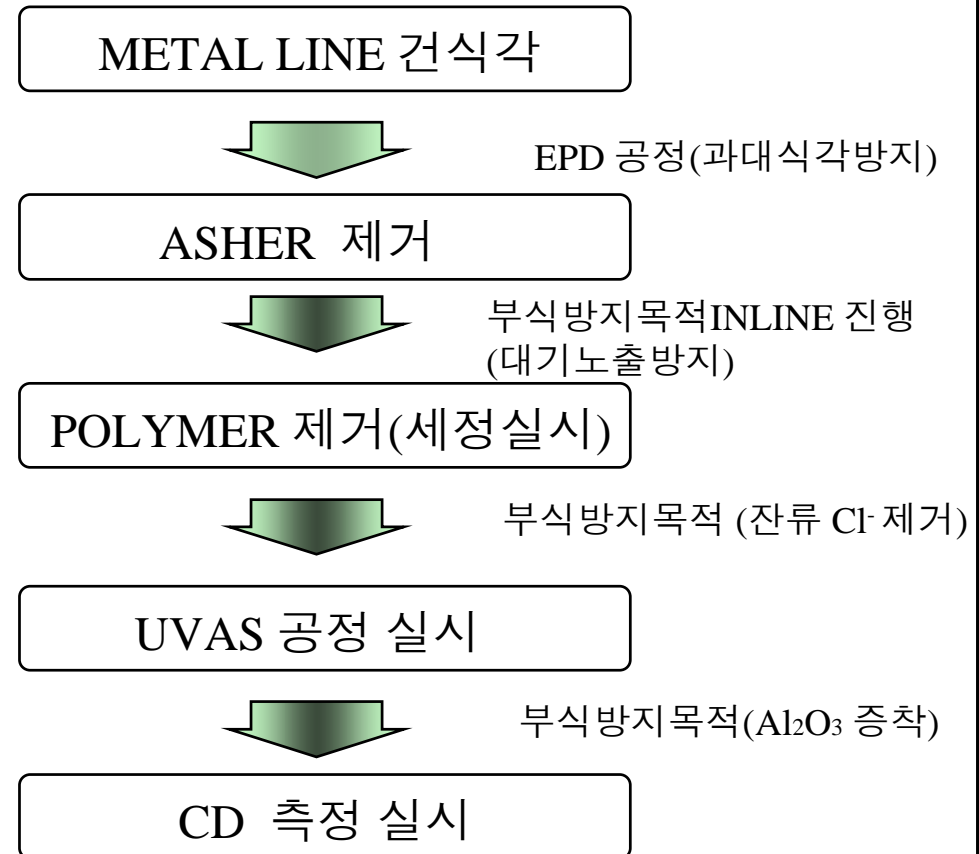 METAL LINE 건식각
EPD 공정(과대식각방지)
ASHER 제거
부식방지목적INLINE 진행
(대기노출방지)
POLYMER 제거(세정실시)
부식방지목적 (잔류 Cl⁻ 제거)
UVAS 공정 실시
부식방지목적(Al₂O₃ 증착)
CD 측정 실시